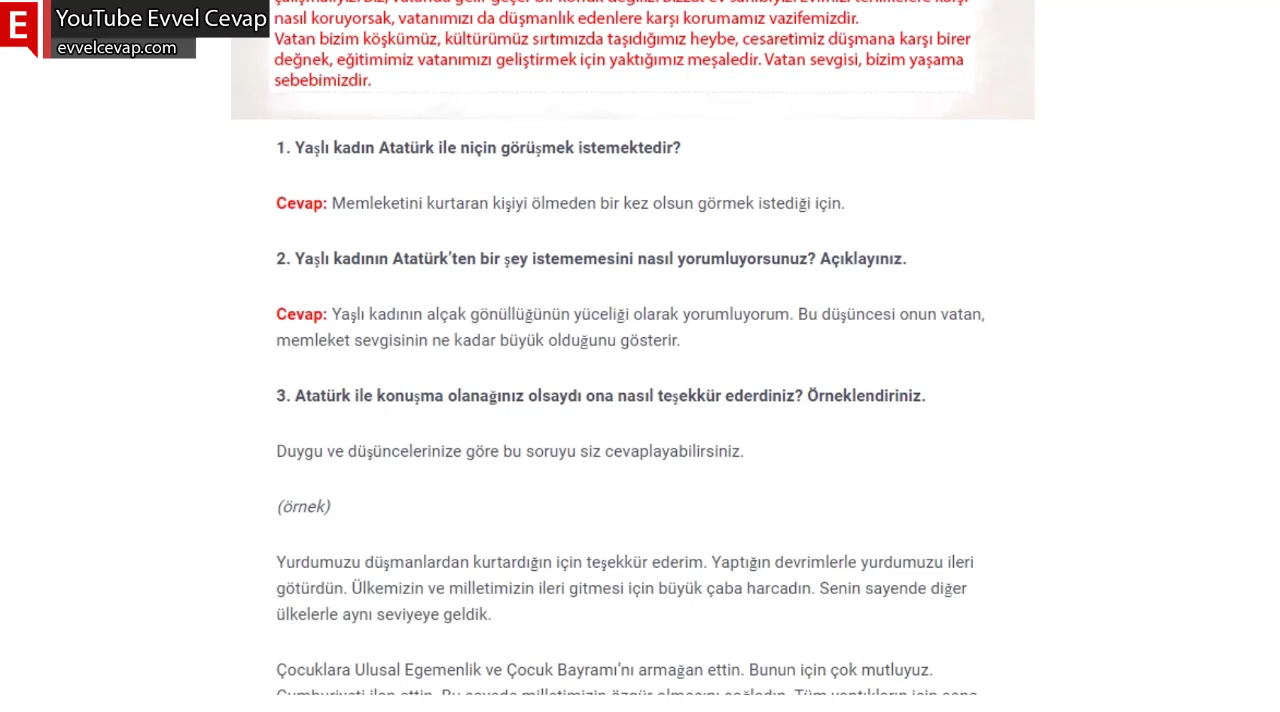 E
YouTube Evvel Cevap
evvelcevap.com
nasıl koruyorsak, vatanımızı da düşmanlık edenlere karşı korumamız vazifemizdir.
Vatan bizim köşkümüz, kültürümüz sırtımızda taşıdığımız heybe, cesaretimiz düşmana karşı birer
değnek, eğitimimiz vatanımızı geliştirmek için yaktığımız meşaledir. Vatan sevgisi, bizim yaşama
sebebimizdir.
1. Yaşlı kadın Atatürk ile niçin görüşmek istemektedir?
Cevap: Memleketini kurtaran kişiyi ölmeden bir kez olsun görmek istediği için.
2. Yaşlı kadının Atatürk’ten bir şey istememesini nasıl yorumluyorsunuz? Açıklayınız.
Cevap: Yaşlı kadının alçak gönüllüğünün yüceliği olarak yorumluyorum. Bu düşüncesi onun vatan,
memleket sevgisinin ne kadar büyük olduğunu gösterir.
3. Atatürk ile konuşma olanağınız olsaydı ona nasıl teşekkür ederdiniz? Örneklendiriniz.
Duygu ve düşüncelerinize göre bu soruyu siz cevaplayabilirsiniz.
(örnek)
Yurdumuzu düşmanlardan kurtardığın için teşekkür ederim. Yaptığın devrimlerle yurdumuzu ileri
götürdün. Ülkemizin ve milletimizin ileri gitmesi için büyük çaba harcadın. Senin sayende diğer
ülkelerle aynı seviyeye geldik.
Çocuklara Ulusal Egemenlik ve Çocuk Bayramı’nı armağan ettin. Bunun için çok mutluyuz.